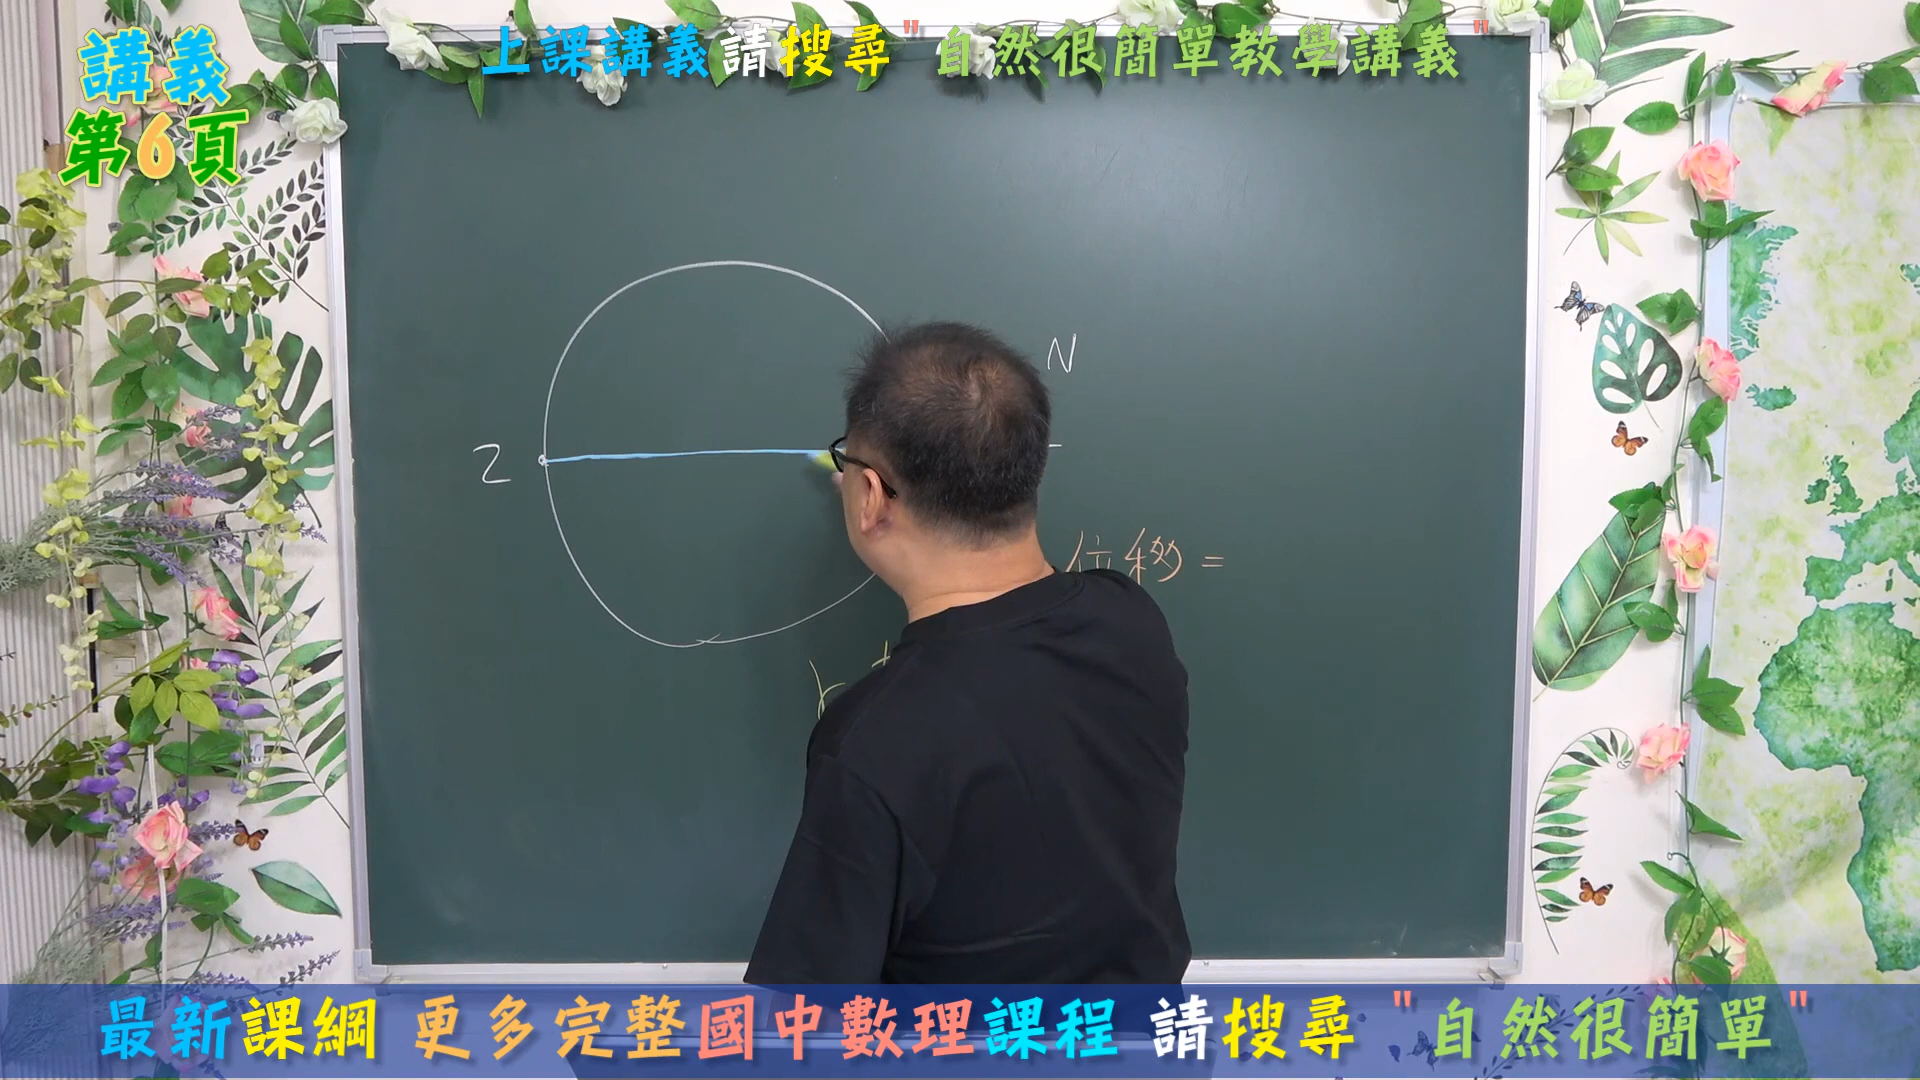 上課講義請搜尋"自然很簡單教學講義"
講義
第6頁
N
Z
位移=
最新課綱 更多完整國中數理課程 請搜尋"自然很簡單"